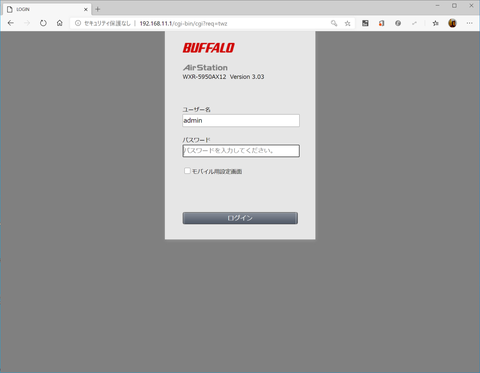 LOGIN
セキュリティ保護なし
192.168.11.1/cgi-bin/cgi?req=twz
BUFFALO
AirStation
WXR-5950AX12 Version 3.03
ユーザー名
admin
パスワード
パスワードを入力してください。
モバイル用設定画面
ログイン